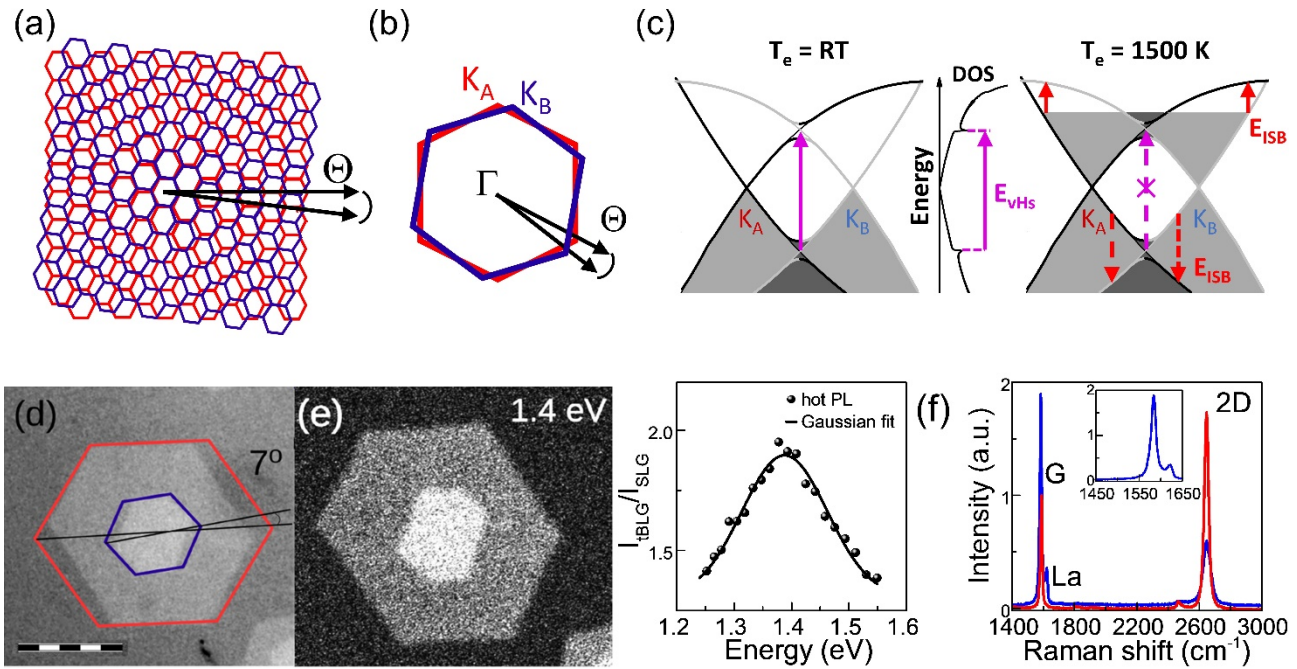 (a)
Θ
(b)
K_A
K_B
Γ
Θ
(c)
T_e = RT
T_e = 1500 K
DOS
Energy
E_vHs
K_A
K_B
E_ISB
K_A
K_B
E_ISB
(d)
7°
(e)
1.4 eV
hot PL
Gaussian fit
I_tBLG/I_SLG
2.0
1.5
1.2 1.3 1.4 1.5 1.6
Energy (eV)
(f)
Intensity (a.u.)
2
1
0
G
La
2D
2
1
0
1450 1550 1650
1400 1800 2200 2600 3000
Raman shift (cm⁻¹)